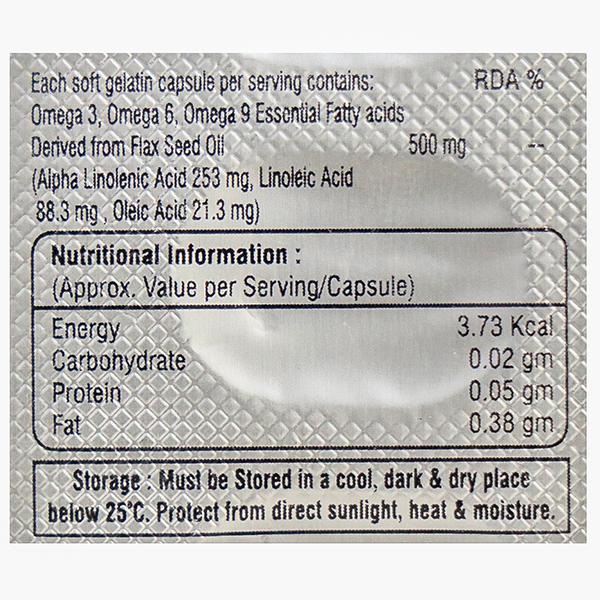 Each soft gelatin capsule per serving contains: RDA %
Omega 3, Omega 6, Omega 9 Essential Fatty acids
Derived from Flax Seed Oil 500 mg --
(Alpha Linolenic Acid 253 mg, Linoleic Acid
88.3 mg , Oleic Acid 21.3 mg)
Nutritional Information :
(Approx. Value per Serving/Capsule)
Energy 3.73 Kcal
Carbohydrate 0.02 gm
Protein 0.05 gm
Fat 0.38 gm
Storage : Must be Stored in a cool, dark & dry place
below 25°C. Protect from direct sunlight, heat & moisture.